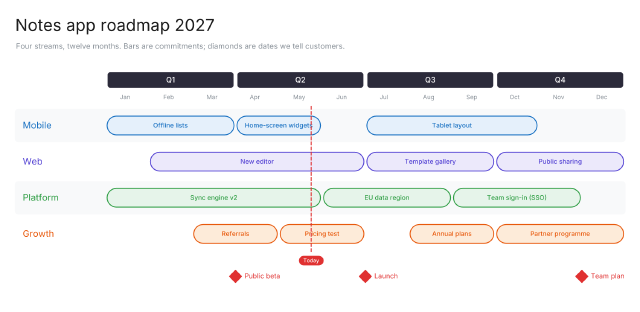 Notes app roadmap 2027
Four streams, twelve months. Bars are commitments; diamonds are dates we tell customers.
Q1 Q2 Q3 Q4
Jan Feb Mar Apr May Jun Jul Aug Sep Oct Nov Dec
Mobile Offline lists Home-screen widgets Tablet layout
Web New editor Template gallery Public sharing
Platform Sync engine v2 EU data region Team sign-in (SSO)
Growth Referrals Pricing test Annual plans Partner programme
Today
Public beta Launch Team plan